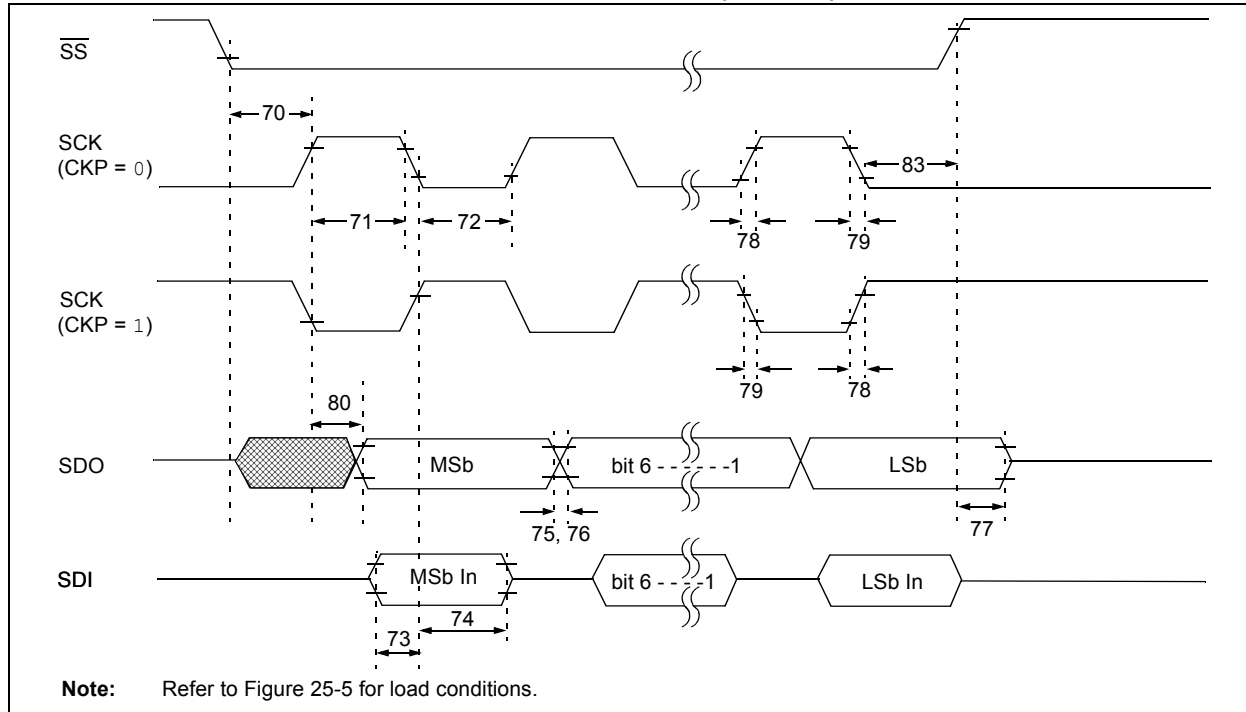 SS
70
SCK
(CKP = 0)
83
71
72
78
79
SCK
(CKP = 1)
79
78
80
SDO
MSb
bit 6 - - - - - -1
LSb
75, 76
77
SDI
MSb In
bit 6 - - - -1
LSb In
74
73
Note: Refer to Figure 25-5 for load conditions.